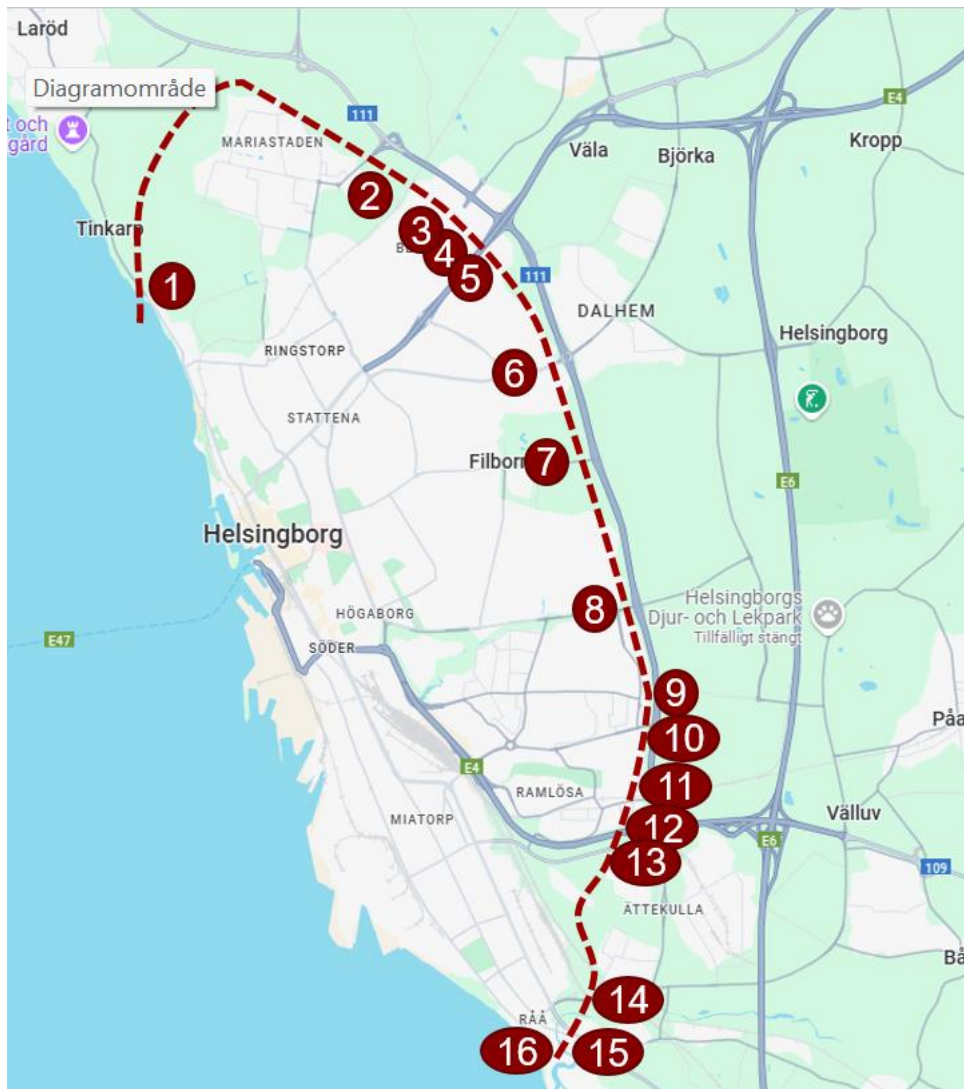 Laröd
Diagramområde
t och
gård
111
E4
MARIASTADEN
Väla
Björka
Kropp
2
Tinkarp
3
4
5
1
111
DALHEM
Helsingborg
RINGSTORP
6
STATTENA
Filborn
7
E6
Helsingborg
8
Helsingborgs
Djur- och Lekpark
Tillfälligt stängt
HÖGABORG
E47
SÖDER
9
10
Påa
E4
11
RAMLÖSA
MIATORP
12
Välluv
E6
13
109
ÄTTEKULLA
Bå
14
RÅÅ
16
15